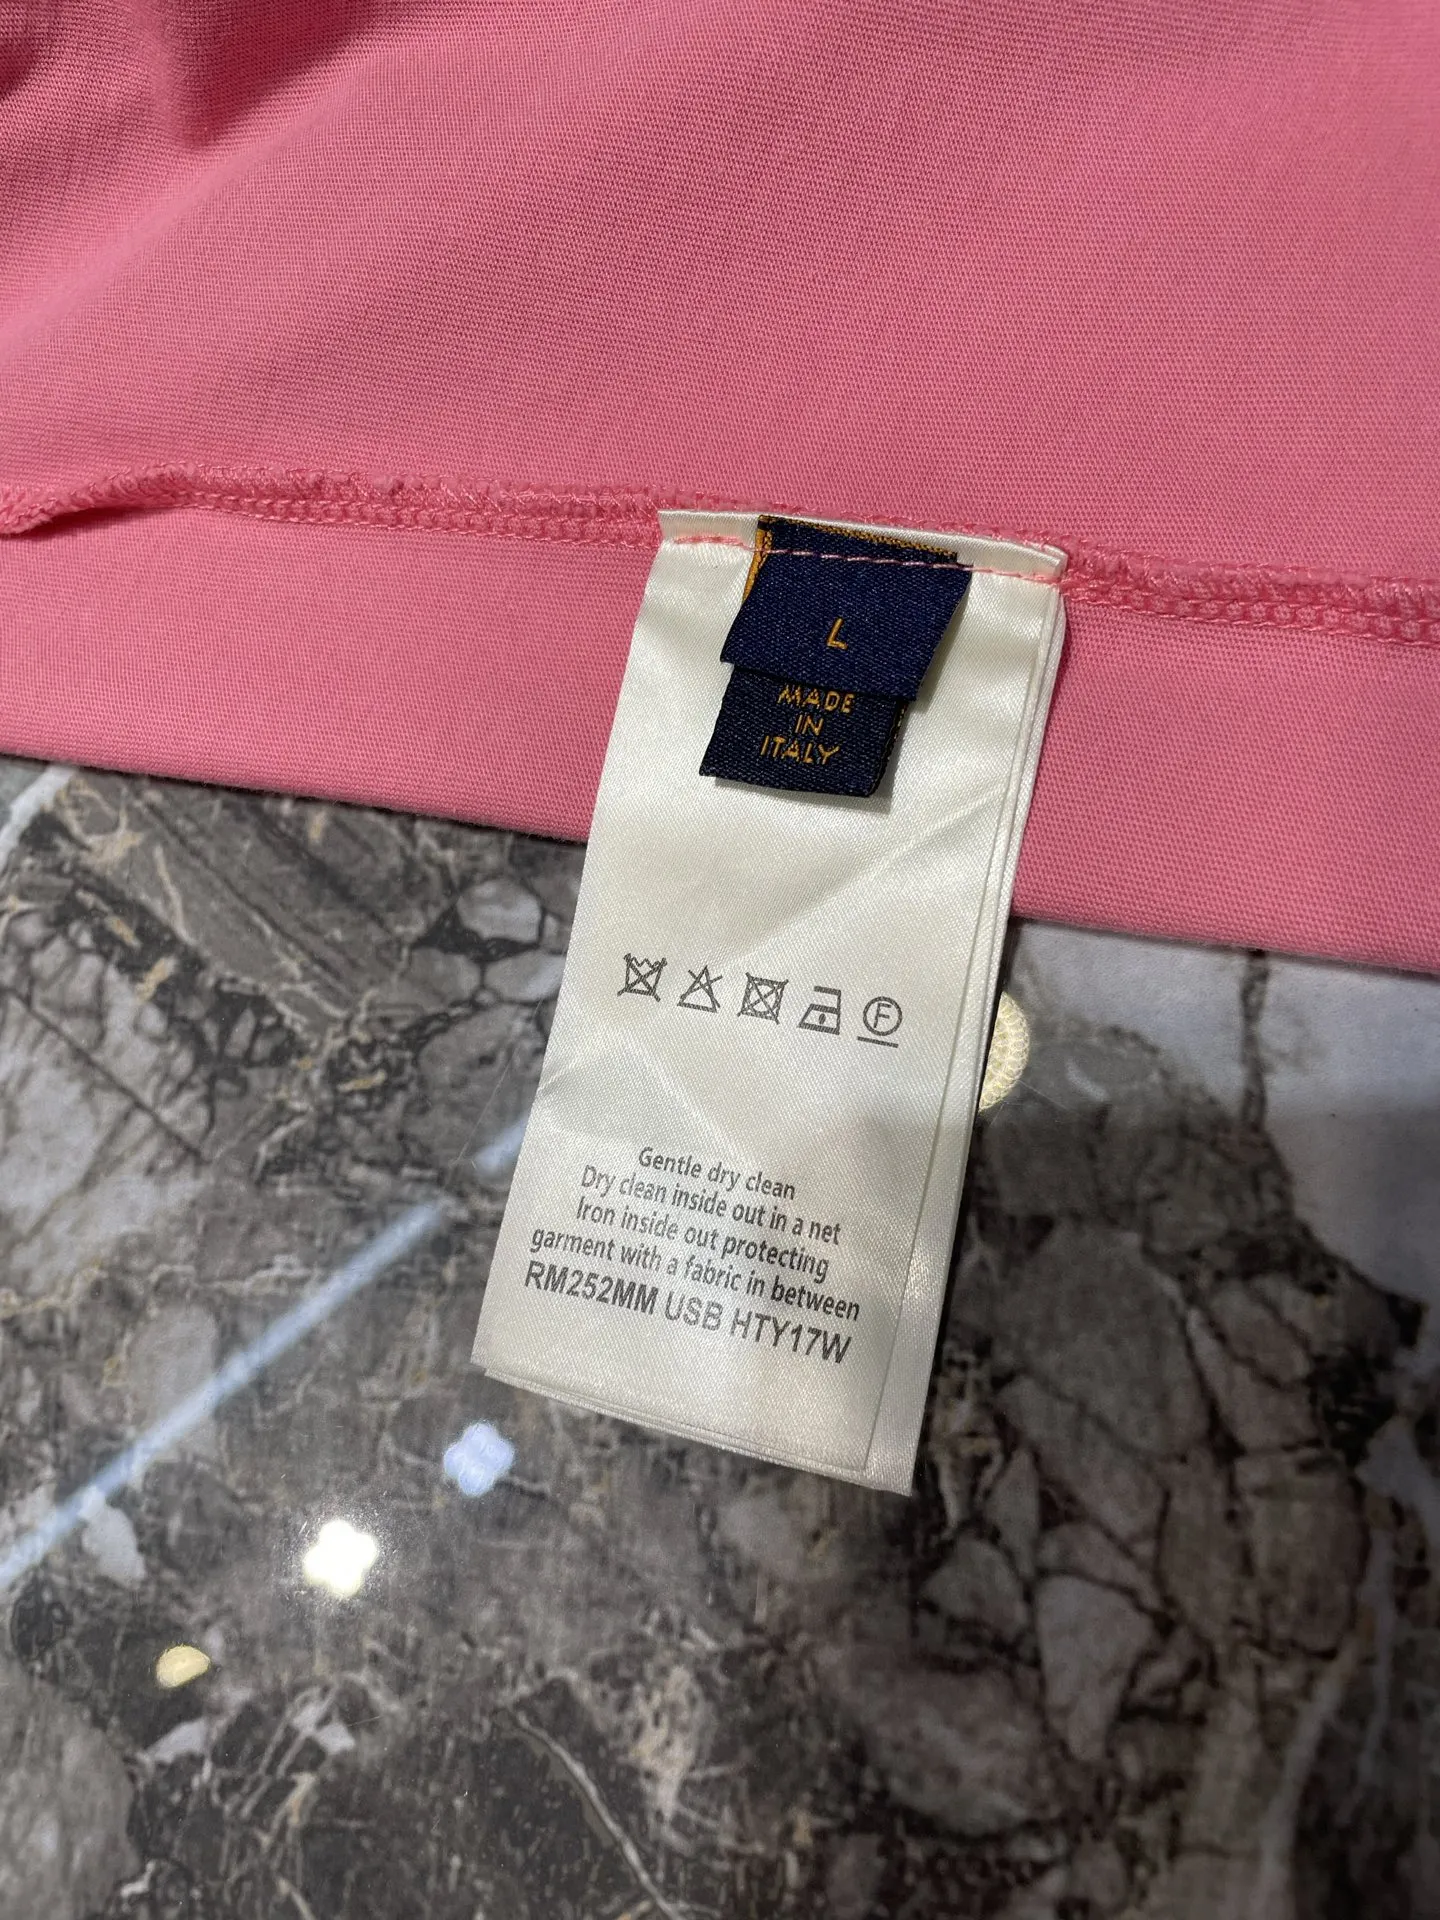 L
MADE
IN
ITALY
F
Gentle dry clean
Dry clean inside out in a net
Iron inside out protecting
garment with a fabric in between
RM252MM USB HTY17W